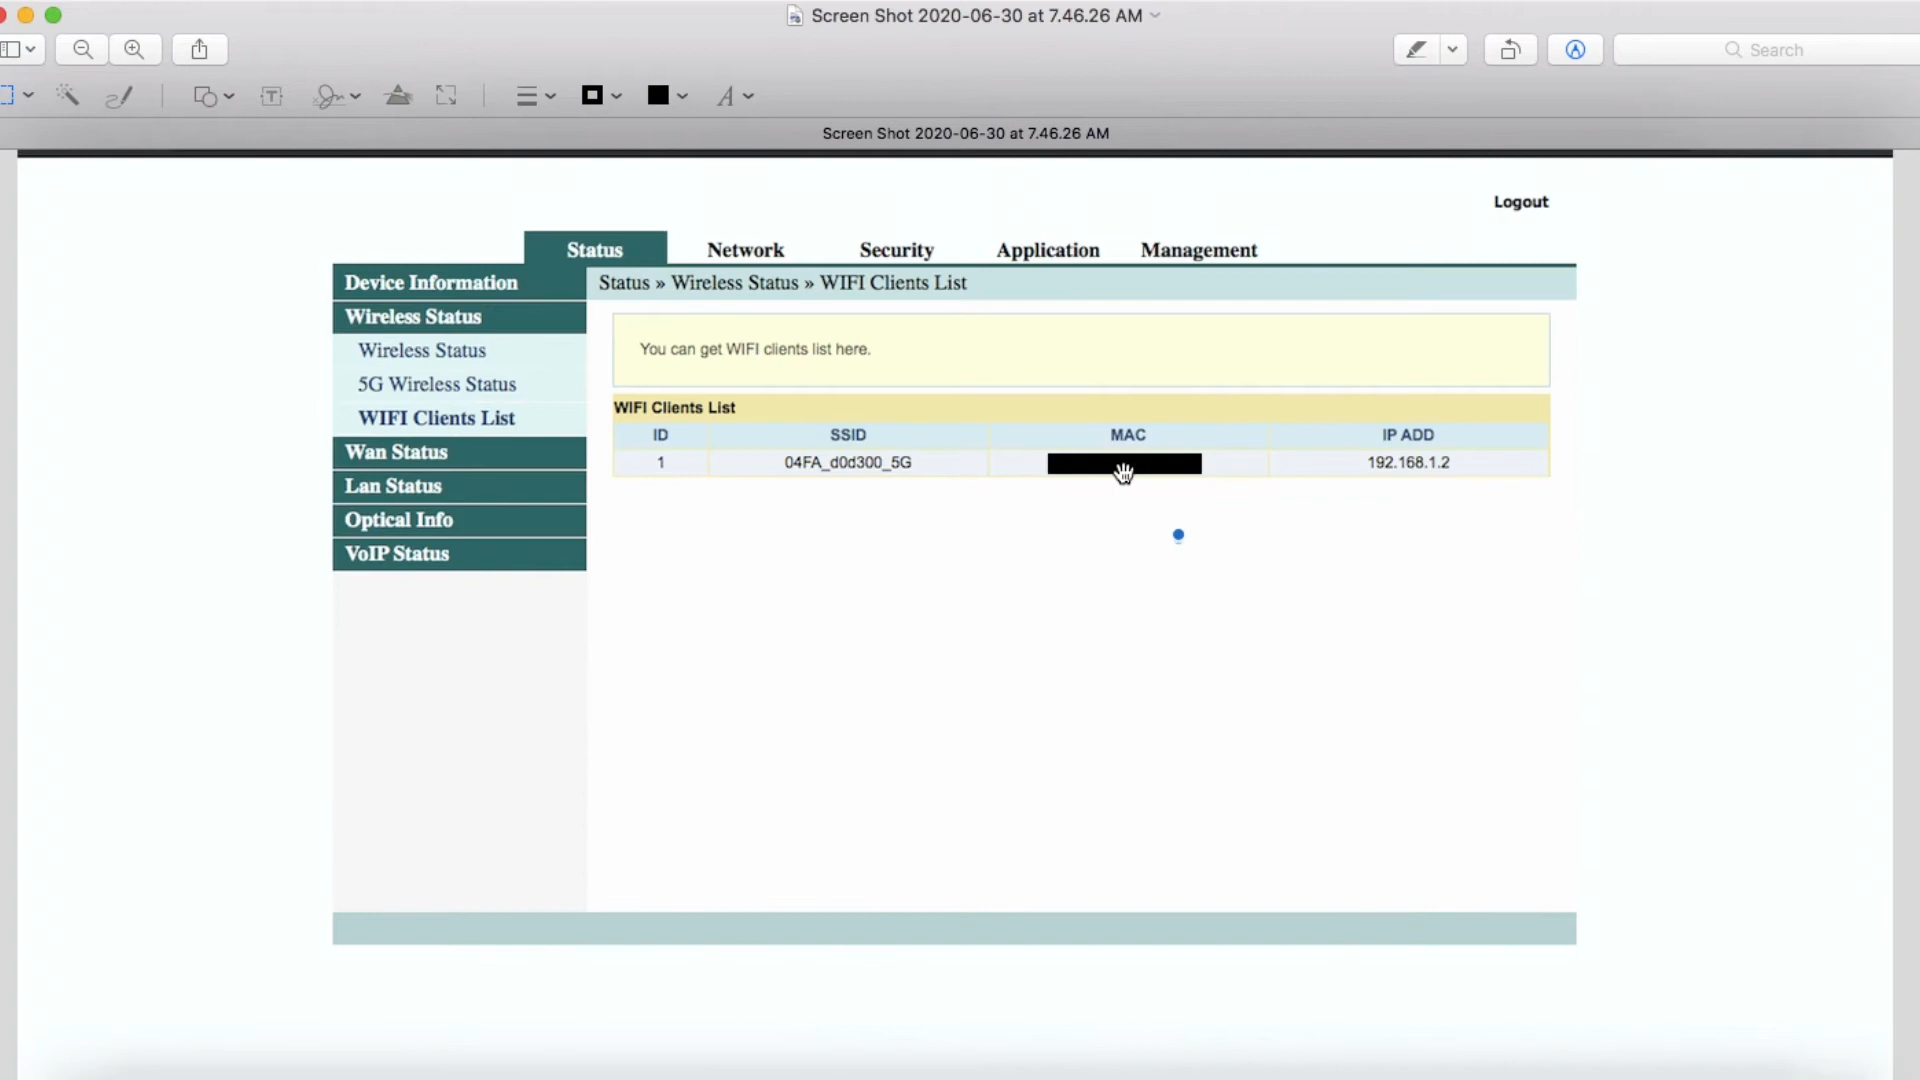 Screen Shot 2020-06-30 at 7.46.26 AM
Search
Screen Shot 2020-06-30 at 7.46.26 AM
Logout
Status Network Security Application Management
Device Information
Status » Wireless Status » WIFI Clients List
Wireless Status
Wireless Status
5G Wireless Status
WIFI Clients List
Wan Status
Lan Status
Optical Info
VoIP Status
You can get WIFI clients list here.
WIFI Clients List
ID SSID MAC IP ADD
1 04FA_d0d300_5G 192.168.1.2